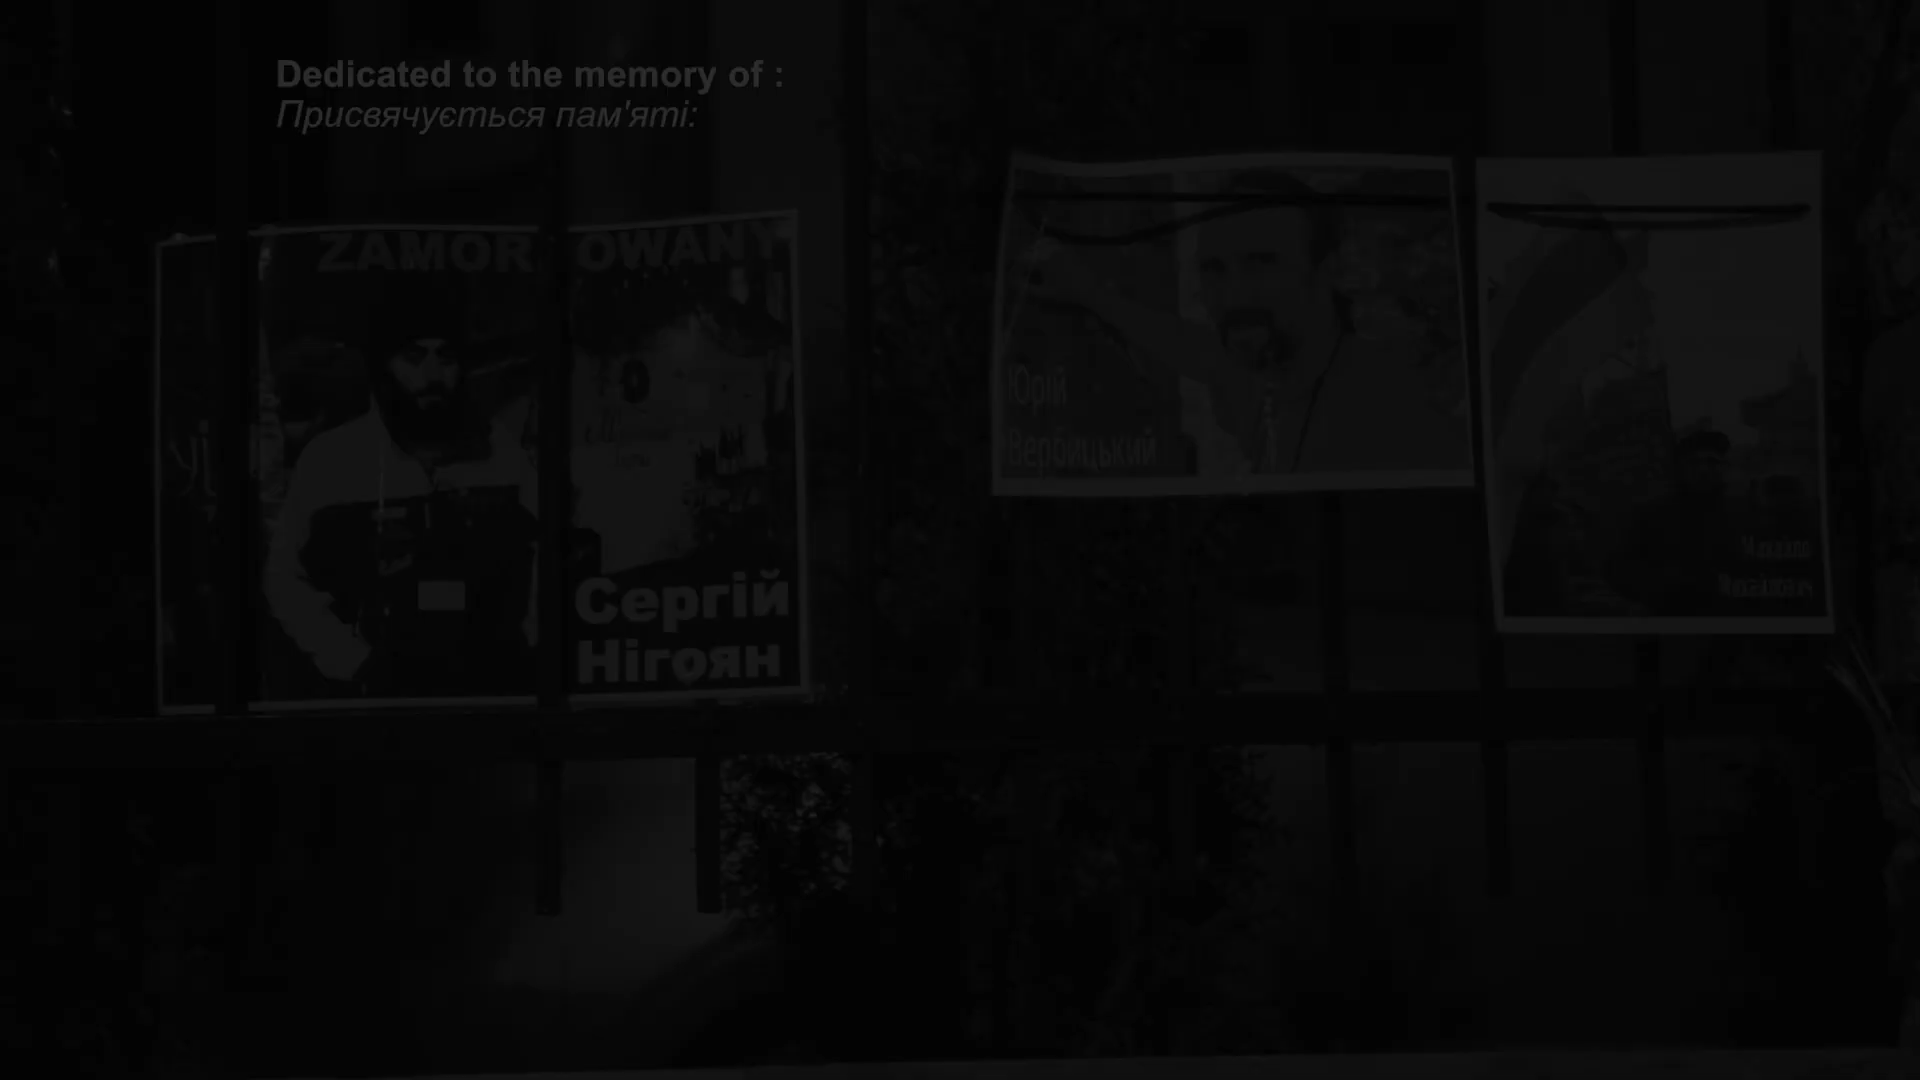 Dedicated to the memory of :
Присвячується пам'яті:
ZAMOR OWANY
Сергій
Нігоян
Юрій
Вербицький